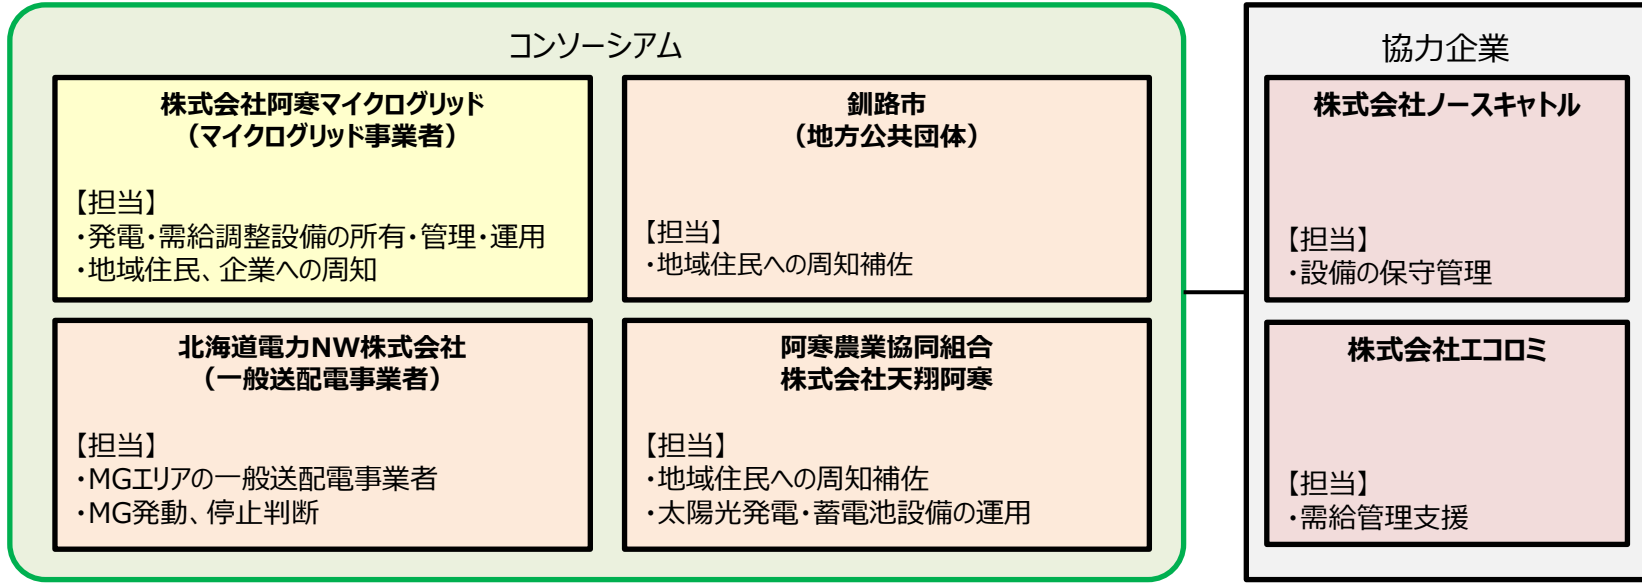 コンソーシアム
株式会社阿寒マイクログリッド
（マイクログリッド事業者）
【担当】
・発電・需給調整設備の所有・管理・運用
・地域住民、企業への周知
釧路市
（地方公共団体）
【担当】
・地域住民への周知補佐
北海道電力NW株式会社
（一般送配電事業者）
【担当】
・MGエリアの一般送配電事業者
・MG発動、停止判断
阿寒農業協同組合
株式会社天翔阿寒
【担当】
・地域住民への周知補佐
・太陽光発電・蓄電池設備の運用
協力企業
株式会社ノースキャトル
【担当】
・設備の保守管理
株式会社エコロミ
【担当】
・需給管理支援